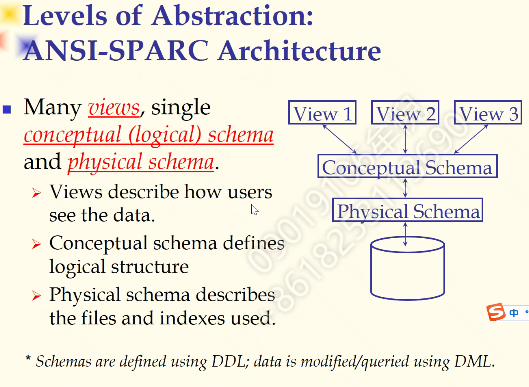 Levels of Abstraction:
ANSI-SPARC Architecture
Many views, single
conceptual (logical) schema
and physical schema.
Views describe how users
see the data.
Conceptual schema defines
logical structure
Physical schema describes
the files and indexes used.
View 1 View 2 View 3
Conceptual Schema
Physical Schema
* Schemas are defined using DDL; data is modified/queried using DML.
S 中